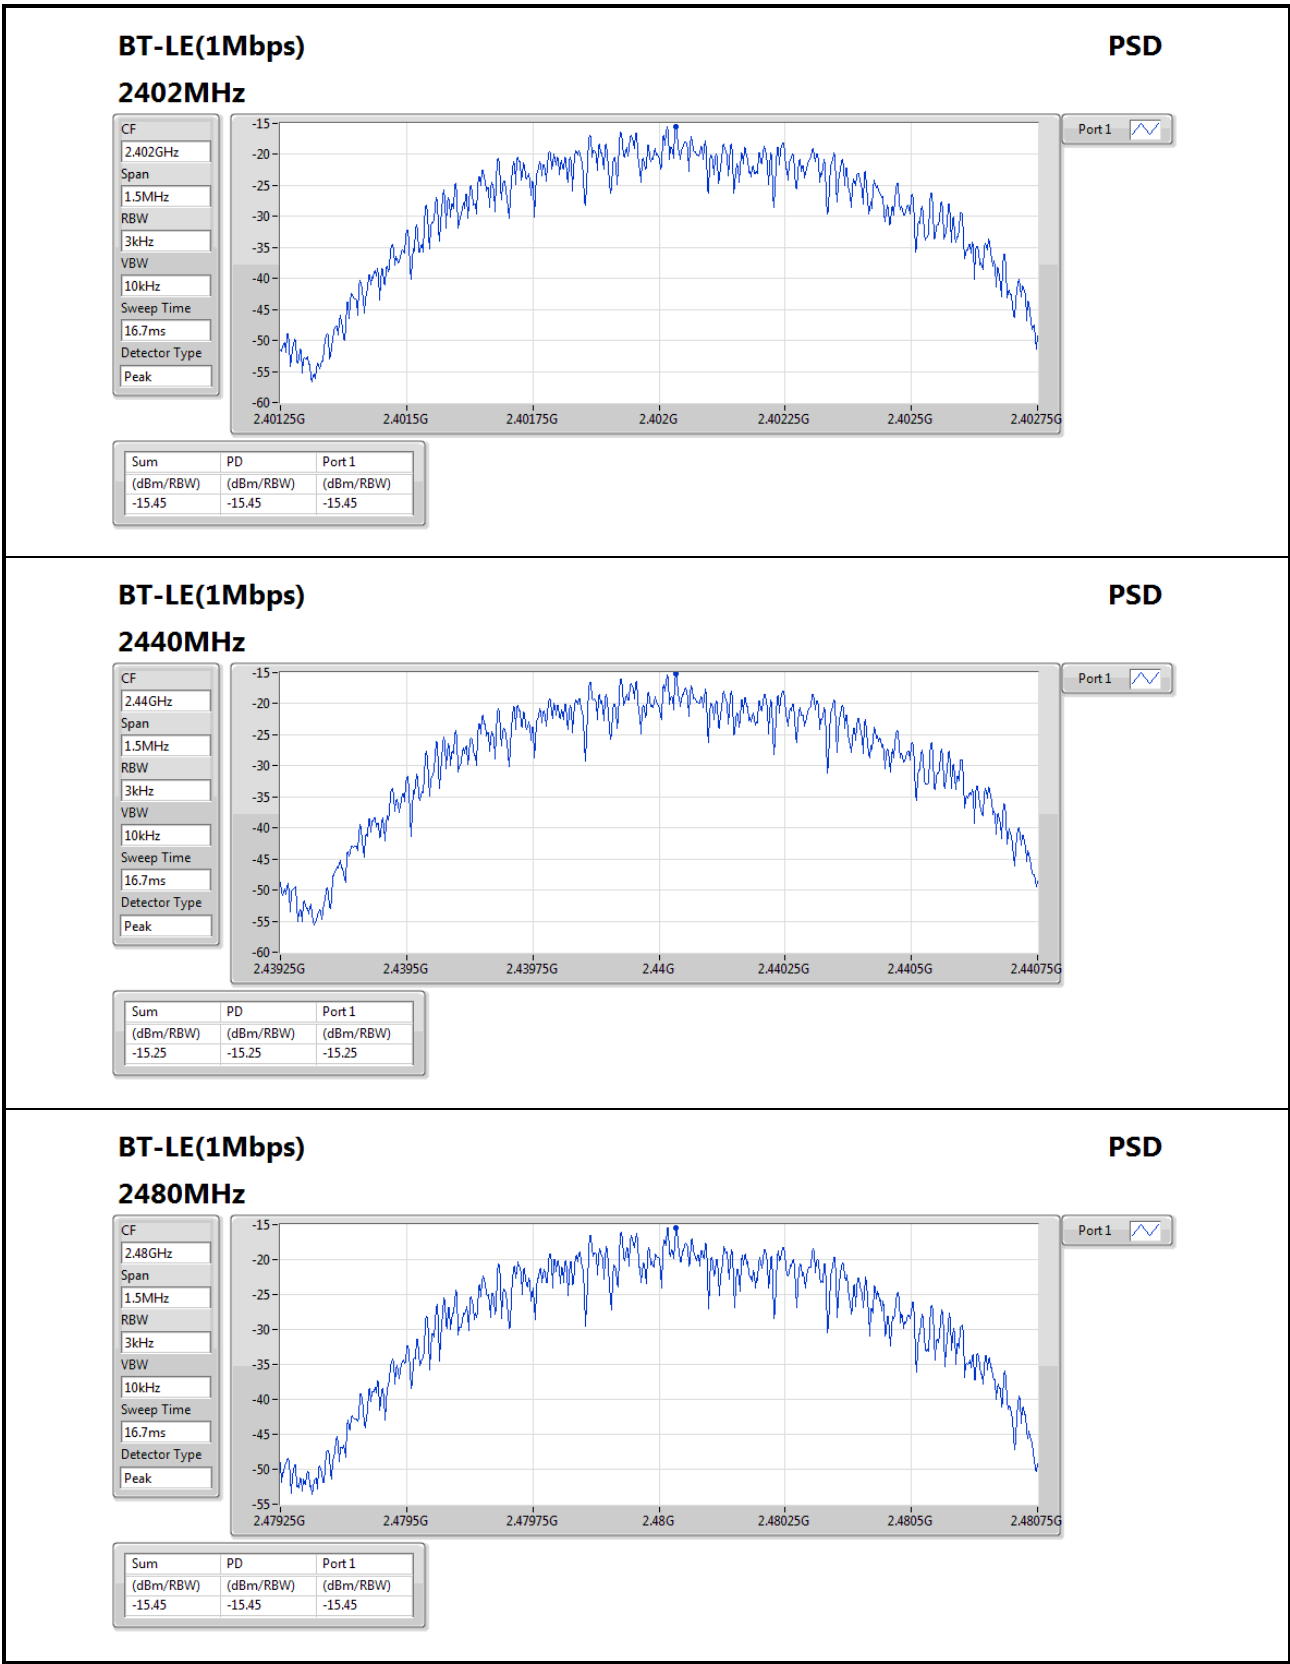 BT-LE(1Mbps) PSD
2402MHz
CF
2.402GHz
Span
1.5MHz
RBW
3kHz
VBW
10kHz
Sweep Time
16.7ms
Detector Type
Peak
-15
-20
-25
-30
-35
-40
-45
-50
-55
-60
2.40125G 2.4015G 2.40175G 2.402G 2.40225G 2.4025G 2.40275G
Port 1
Sum PD Port 1
(dBm/RBW) (dBm/RBW) (dBm/RBW)
-15.45 -15.45 -15.45
BT-LE(1Mbps) PSD
2440MHz
CF
2.44GHz
Span
1.5MHz
RBW
3kHz
VBW
10kHz
Sweep Time
16.7ms
Detector Type
Peak
-15
-20
-25
-30
-35
-40
-45
-50
-55
-60
2.43925G 2.4395G 2.43975G 2.44G 2.44025G 2.4405G 2.44075G
Port 1
Sum PD Port 1
(dBm/RBW) (dBm/RBW) (dBm/RBW)
-15.25 -15.25 -15.25
BT-LE(1Mbps) PSD
2480MHz
CF
2.48GHz
Span
1.5MHz
RBW
3kHz
VBW
10kHz
Sweep Time
16.7ms
Detector Type
Peak
-15
-20
-25
-30
-35
-40
-45
-50
-55
2.47925G 2.4795G 2.47975G 2.48G 2.48025G 2.4805G 2.48075G
Port 1
Sum PD Port 1
(dBm/RBW) (dBm/RBW) (dBm/RBW)
-15.45 -15.45 -15.45